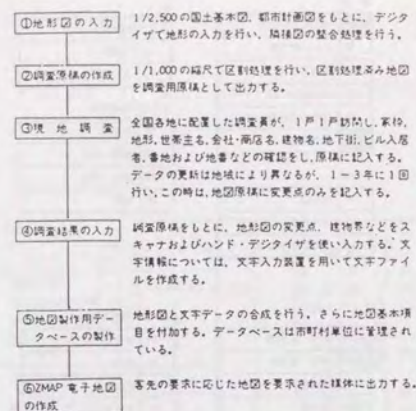 ①地形図の入力
1/2,500の国土基本図、都市計画図をもとに、デジタ
イザで地形の入力を行い、隣接図の整合処理を行う。
②調査原稿の作成
1/1,000の縮尺で区割処理を行い、区割処理済み地図
を調査用原稿として出力する。
③現地調査
全国各地に配置した調査員が、1戸1戸訪問し、家枠、
地形、世帯主名、会社・商店名、建物名、地下街、ビル入居
者、番地および地番などの確認をし、原稿に記入する。
データの更新は地域により異なるが、1−3年に1回
行い、この時は、地図原稿に変更点のみを記入する。
④調査結果の入力
調査原稿をもとに、地形図の変更点、建物界などをス
キャナおよびハンド・デジタイザを使い入力する。文
字情報については、文字入力装置を用いて文字ファイ
ルを作成する。
⑤地図製作用デー
タベースの製作
地形図と文字データの合成を行う。さらに地図基本項
目を付加する。データベースは市町村単位に管理され
ている。
⑥ZMAP電子地図
の作成
客先の要求に応じた地図を要求された媒体に出力する。